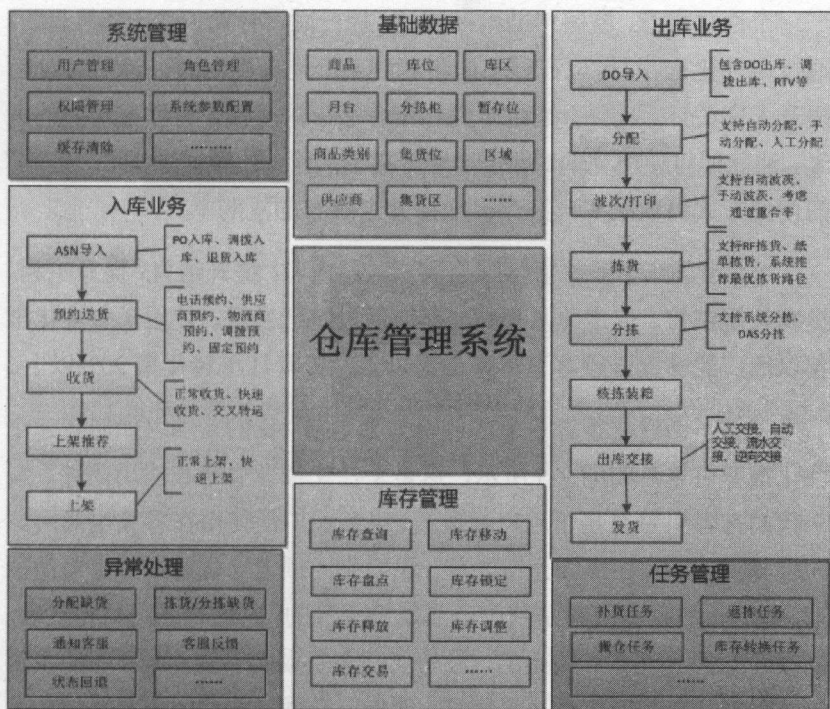 系统管理
用户管理
角色管理
权限管理
系统参数配置
缓存清除
………
基础数据
商品
库位
库区
月台
分拣柜
暂存位
商品类别
集货位
区域
供应商
集货区
……
出库业务
DO导入
包含DO出库、调
拨出库、RTV等
分配
支持自动分配、手
动分配、人工分配
波次/打印
支持自动波茨、
手动波茨、考虑
通道重合率
拣货
支持RF拣货、纸
单拣货，系统推
荐最优拣货路径
分拣
支持系统分拣，
DAS分拣
核拣装箱
出库交接
人工交接、自动
交接、流水交
接、逆向交接
发货
入库业务
ASN导入
PO入库、调拨入
库、退货入库
预约送货
电话预约、供应
商预约、物流商
预约、调拨预
约、固定预约
收货
正常收货、快速
收货、交叉转运
上架推荐
上架
正常上架、快
速上架
仓库管理系统
库存管理
库存查询
库存移动
库存盘点
库存锁定
库存释放
库存调整
库存交易
……
异常处理
分配缺货
拣货/分拣缺货
通知客服
客服反馈
状态回退
……
任务管理
补货任务
返拣任务
搬仓任务
库存转换任务
……